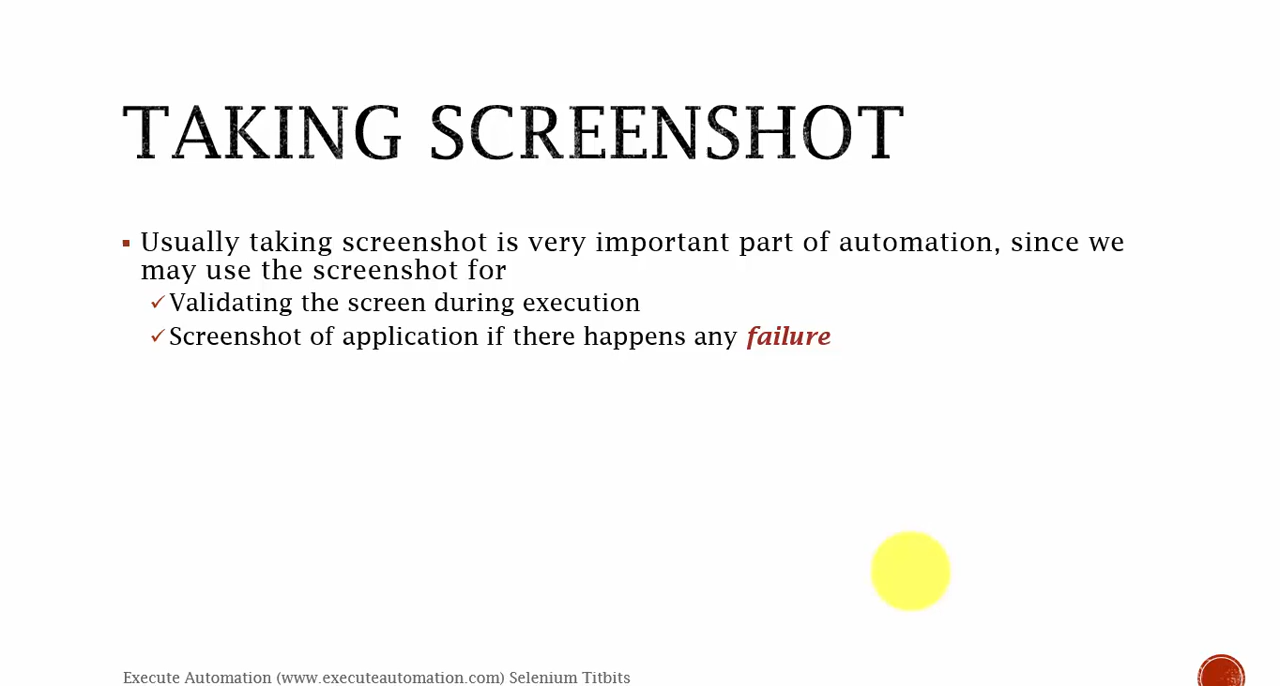 TAKING SCREENSHOT
Usually taking screenshot is very important part of automation, since we
may use the screenshot for
Validating the screen during execution
Screenshot of application if there happens any failure
Execute Automation (www.executeautomation.com) Selenium Titbits